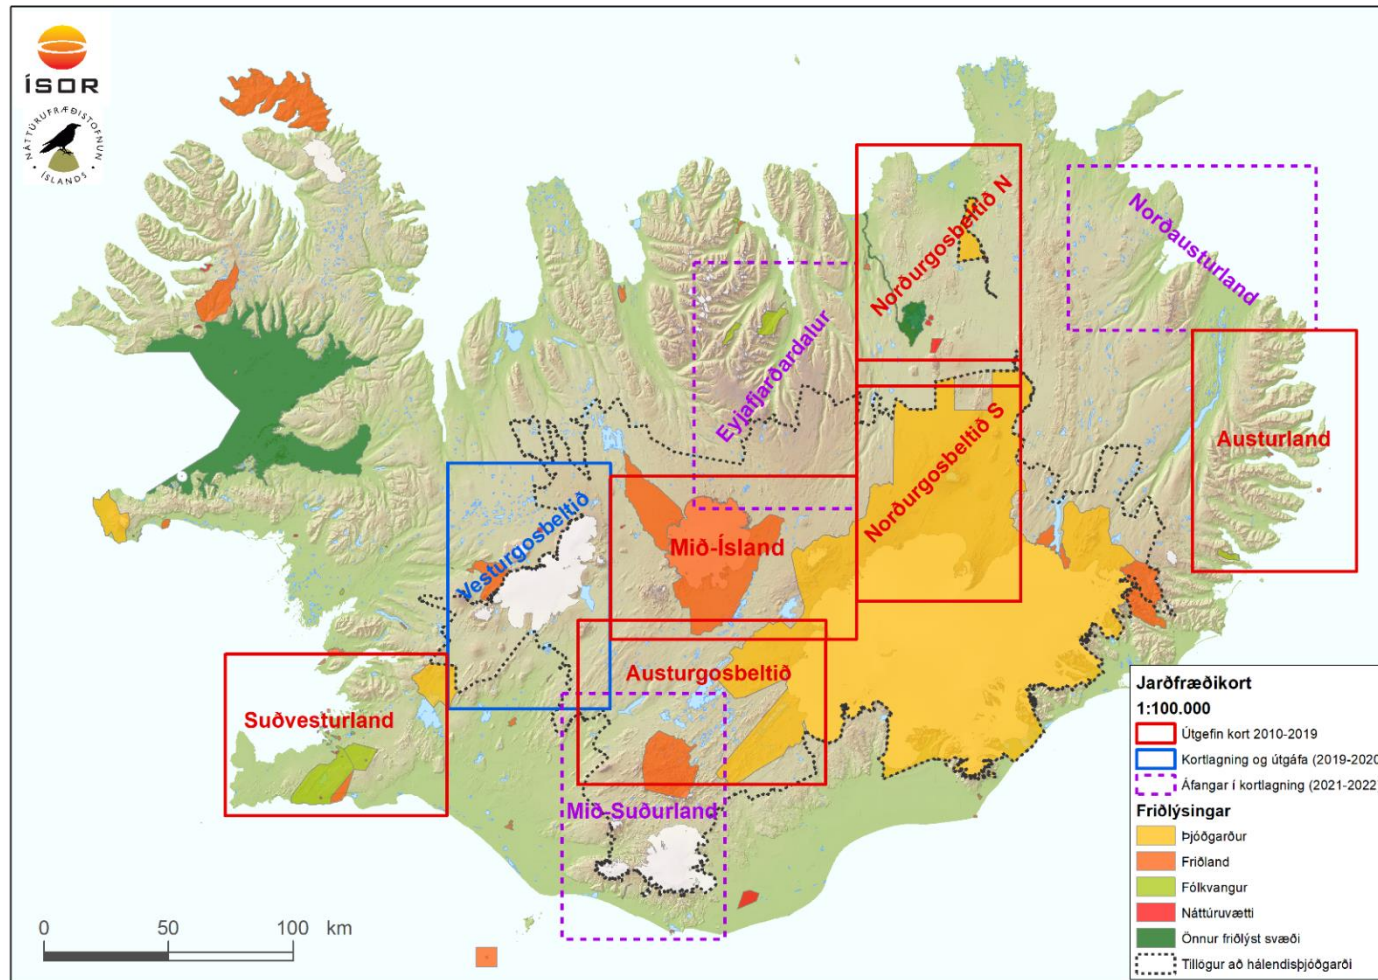 ÍSOR
NÁTTÚRUFRÆÐISTOFNUN
ÍSLANDS
Norðurgosbeltið N
Norðausturland
Eyjafjarðardalur
Norðurgosbeltið S
Austurland
Vesturgosbeltið
Mið-Ísland
Austurgosbeltið
Suðvesturland
Mið-Suðurland
Jarðfræðikort
1:100.000
Útgefin kort 2010-2019
Kortlagning og útgáfa (2019-2020
Áfangar í kortlagning (2021-2022
Friðlýsingar
Þjóðgarður
Friðland
Fólkvangur
Náttúruvætti
Önnur friðlýst svæði
Tillögur að hálendisþjóðgarði
0 50 100 km